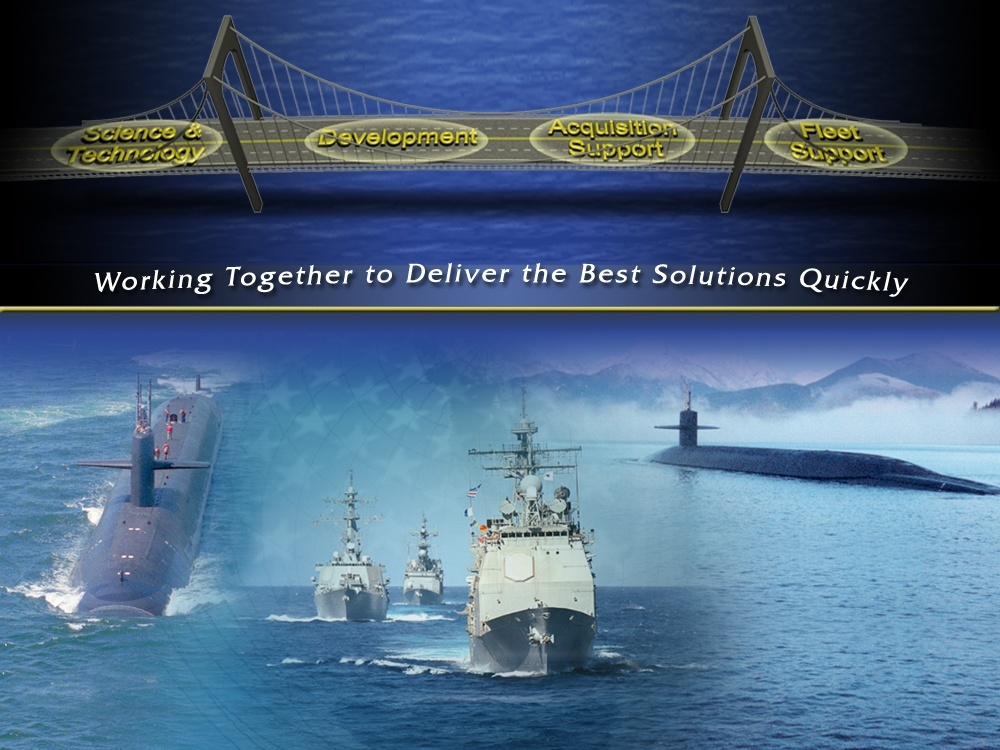 Science &
Technology
Development
Acquisition
Support
Fleet
Support
Working Together to Deliver the Best Solutions Quickly